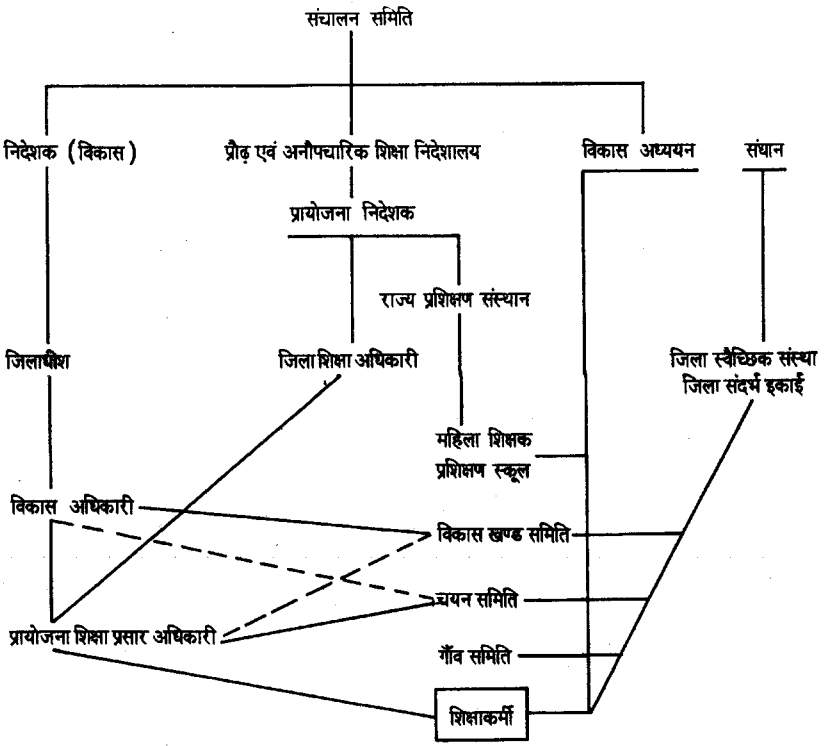 संचालन समिति
निदेशक (विकास)
प्रौढ़ एवं अनौपचारिक शिक्षा निदेशालय
विकास अध्ययन
संधान
प्रायोजना निदेशक
राज्य प्रशिक्षण संस्थान
जिलाधीश
जिला शिक्षा अधिकारी
जिला स्वैच्छिक संस्था
जिला संदर्भ इकाई
महिला शिक्षक
प्रशिक्षण स्कूल
विकास अधिकारी
विकास खण्ड समिति
चयन समिति
प्रायोजना शिक्षा प्रसार अधिकारी
गाँव समिति
शिक्षाकर्मी